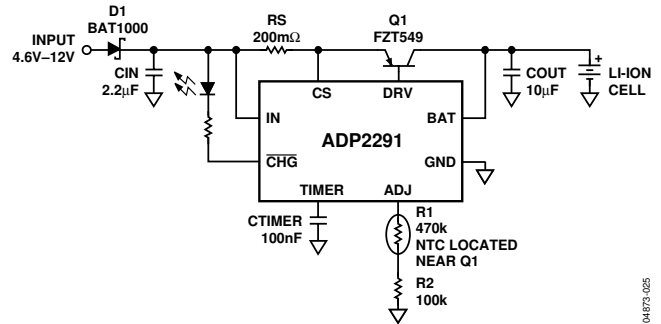 D1
BAT1000
INPUT
4.6V–12V
CIN
2.2µF
RS
200mΩ
Q1
FZT549
COUT
10µF
+
LI-ION
CELL
CS
DRV
IN
BAT
ADP2291
CHG
GND
TIMER
ADJ
CTIMER
100nF
R1
470k
NTC LOCATED
NEAR Q1
R2
100k
04873-025